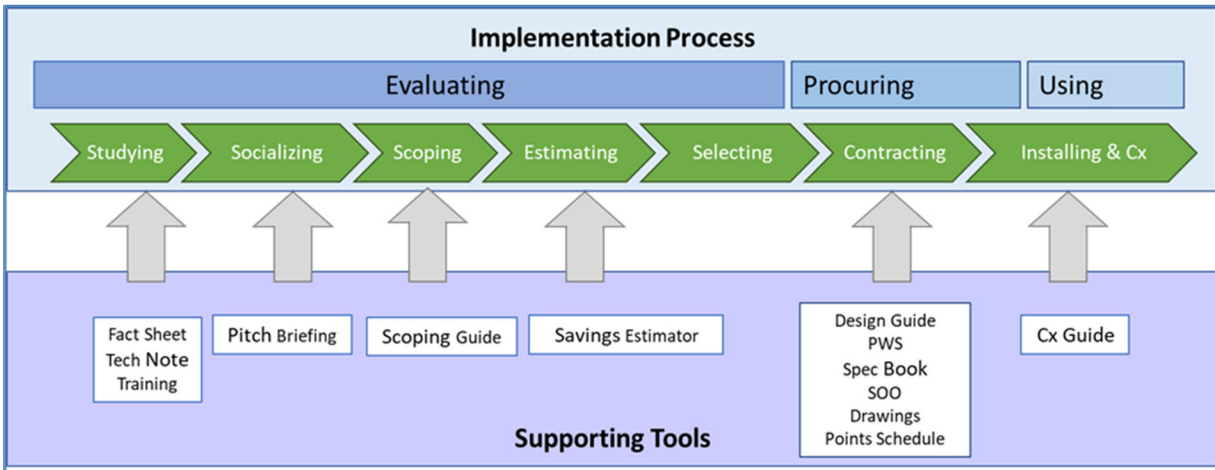 Implementation Process
Evaluating
Procuring
Using
Studying
Socializing
Scoping
Estimating
Selecting
Contracting
Installing & Cx
Fact Sheet
Tech Note
Training
Pitch Briefing
Scoping Guide
Savings Estimator
Design Guide
PWS
Spec Book
SOO
Drawings
Points Schedule
Cx Guide
Supporting Tools